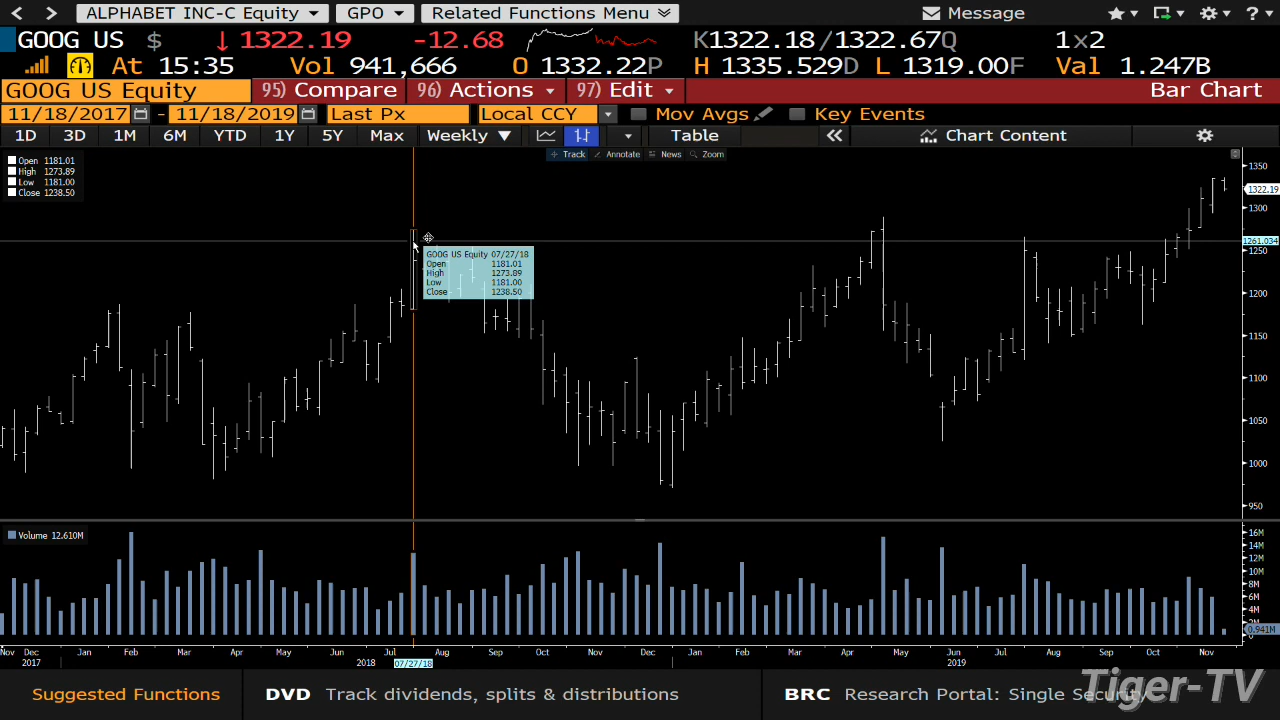 ALPHABET INC-C Equity GPO Related Functions Menu Message
GOOG US $ 1322.19 -12.68 K1322.18/1322.67Q 1x2
At 15:35 Vol 941,666 O 1332.22P H 1335.529D L 1319.00F Val 1.247B
GOOG US Equity 95) Compare 96) Actions 97) Edit Bar Chart
11/18/2017 - 11/18/2019 Last Px Local CCY Mov Avgs Key Events
1D 3D 1M 6M YTD 1Y 5Y Max Weekly Table Chart Content
Track Annotate News Zoom
Open 1181.01
High 1273.89
Low 1181.00
Close 1238.50
GOOG US Equity 07/27/18
Open 1181.01
High 1273.89
Low 1181.00
Close 1238.50
1350
1322.19
1300
1261.034
1250
1200
1150
1100
1050
1000
950
Volume 12.610M
16M
14M
12M
10M
8M
6M
4M
2M
0.941M
0
Nov Dec Jan Feb Mar Apr May Jun Jul Aug Sep Oct Nov Dec Jan Feb Mar Apr May Jun Jul Aug Sep Oct Nov
2017 2018 07/27/18 2019
Suggested Functions DVD Track dividends, splits & distributions BRC Research Portal: Single Security
Tiger-TV